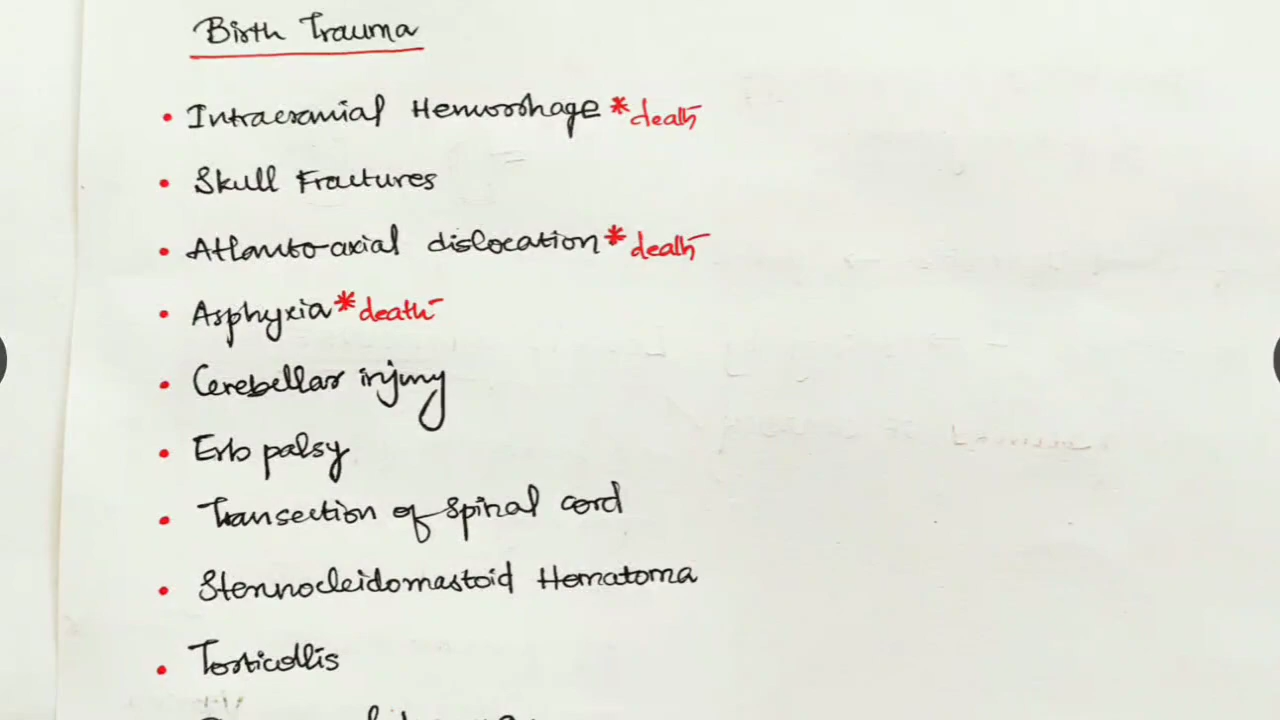 Birth Trauma
• Intracranial Hemorrhage *death
• Skull Fractures
• Atlanto-axial dislocation *death
• Asphyxia *death
• Cerebellar injury
• Erb palsy
• Transection of spinal cord
• Sternocleidomastoid Hematoma
• Torticollis